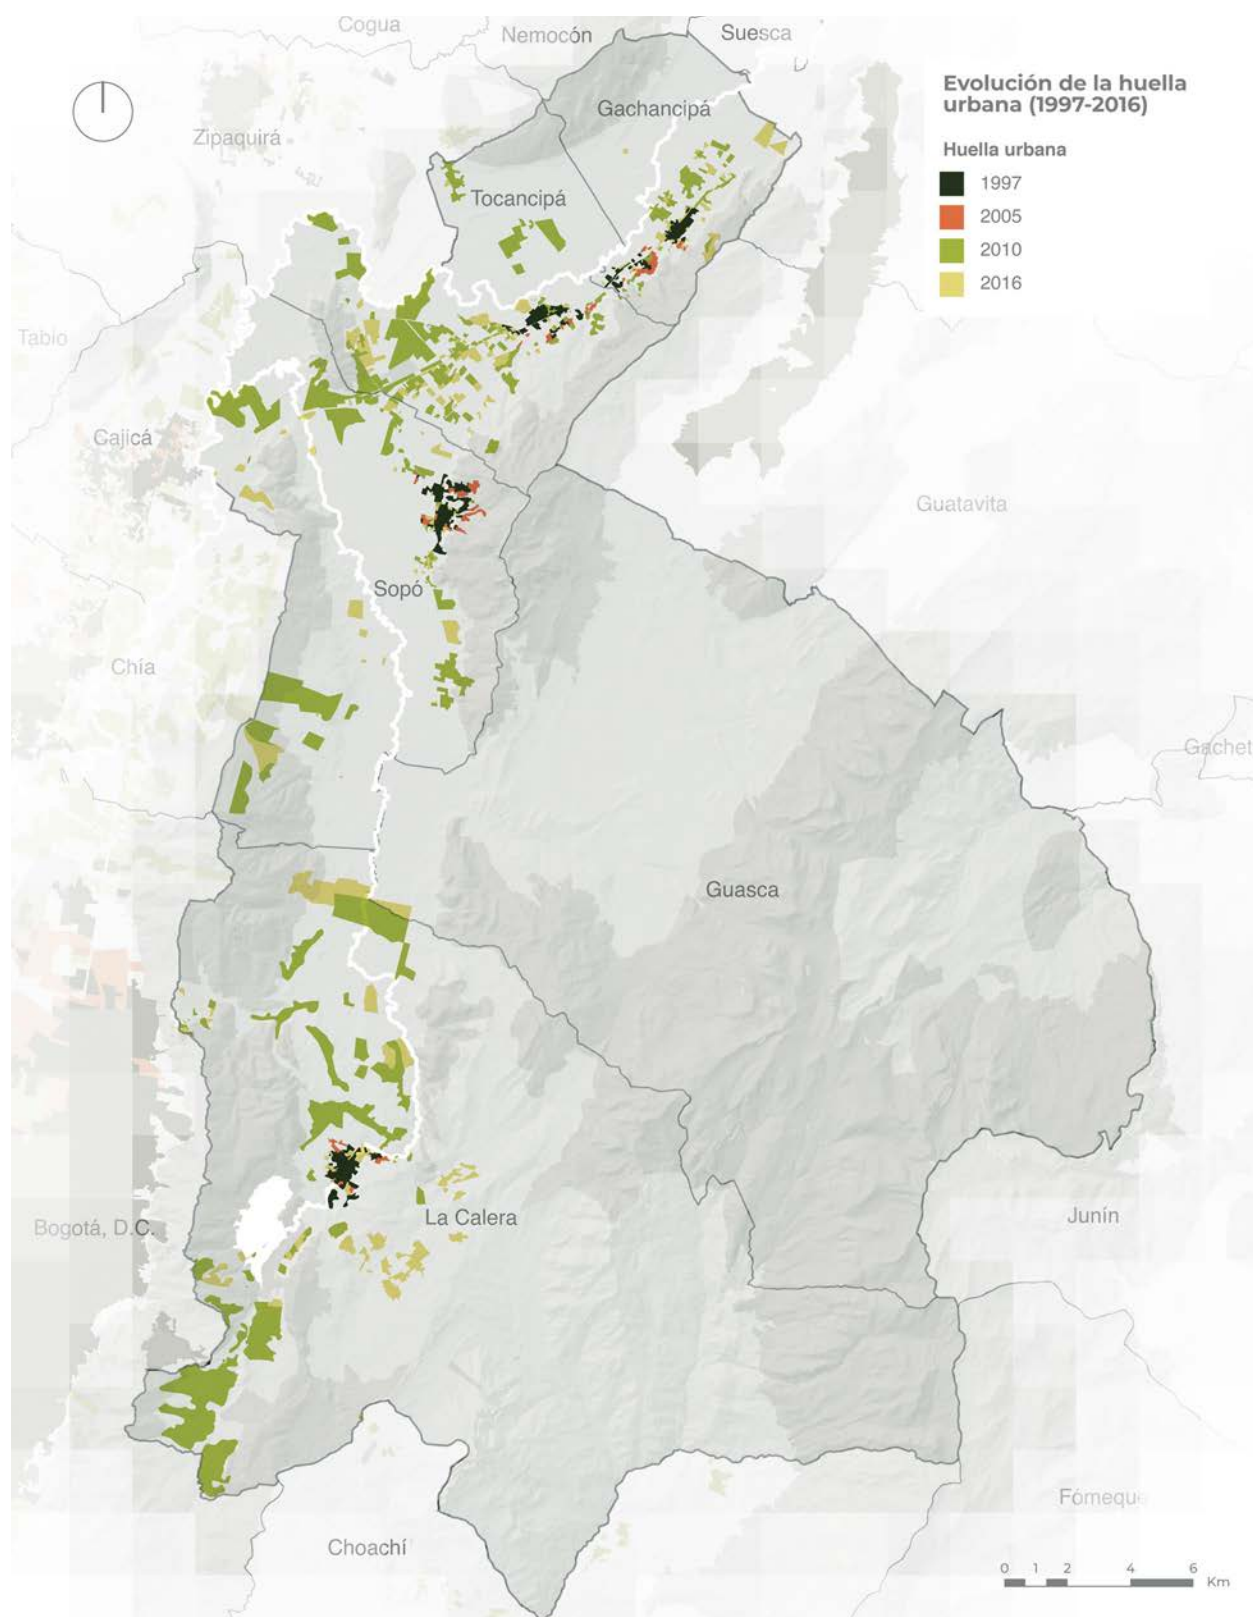 Cogua
Nemocón
Suesca
Evolución de la huella
urbana (1997-2016)
Gachancipá
Zipaquirá
Huella urbana
1997
Tocancipá
2005
2010
2016
Tabio
Cajicá
Guatavita
Sopó
Chía
Gachet
Guasca
Junín
La Calera
Bogotá, D.C.
Fómeque
Choachí
0 1 2 4 6
Km